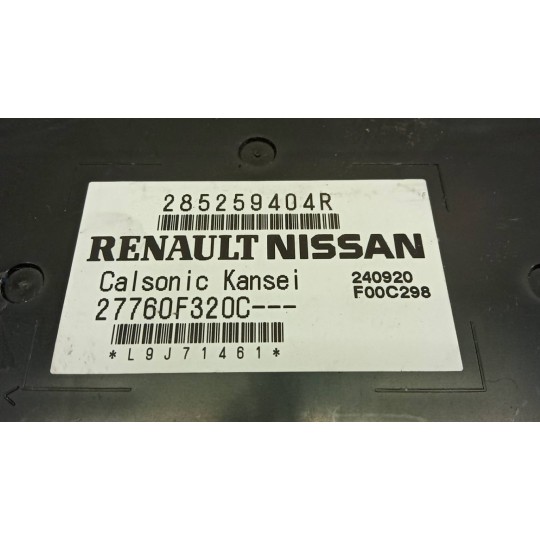 285259404R
RENAULT NISSAN
Calsonic Kansei 240920
27760F320C--- F00C298
*L9J71461*